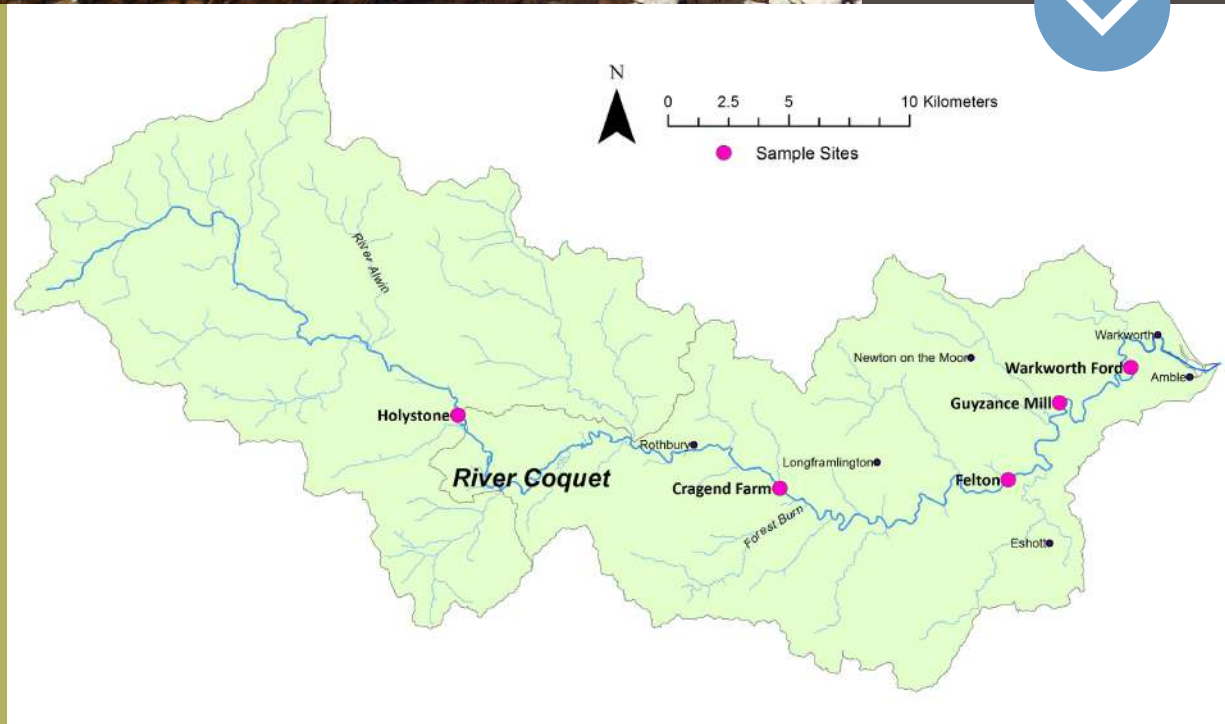 N
0 2.5 5 10 Kilometers
Sample Sites
River Alwin
Warkworth
Newton on the Moor
Warkworth Ford
Amble
Guyzance Mill
Holystone
Rothbury
Longframlington
River Coquet
Cragend Farm
Felton
Forest Burn
Eshott